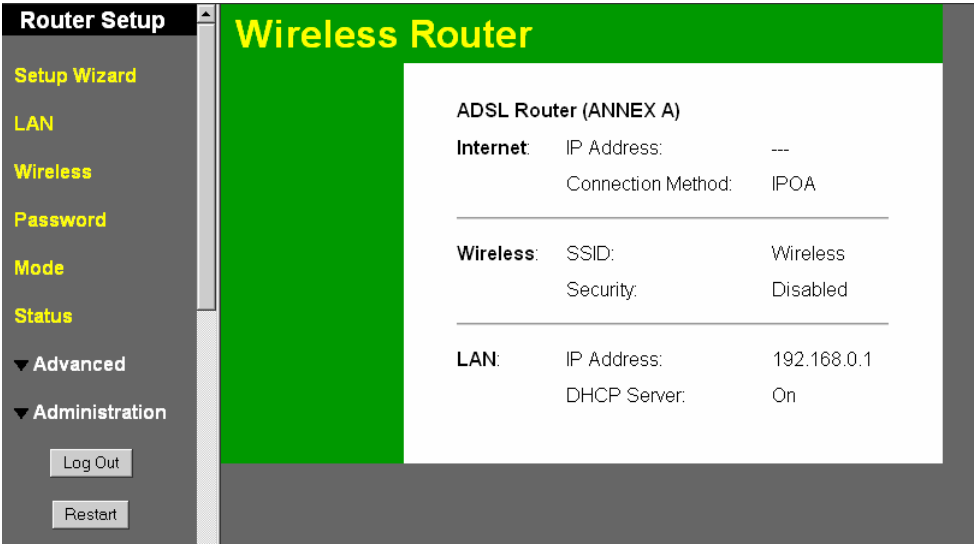 Router Setup
Setup Wizard
LAN
Wireless
Password
Mode
Status
Advanced
Administration
Log Out
Restart
Wireless Router
ADSL Router (ANNEX A)
Internet: IP Address: ---
Connection Method: IPOA
Wireless: SSID: Wireless
Security: Disabled
LAN: IP Address: 192.168.0.1
DHCP Server: On